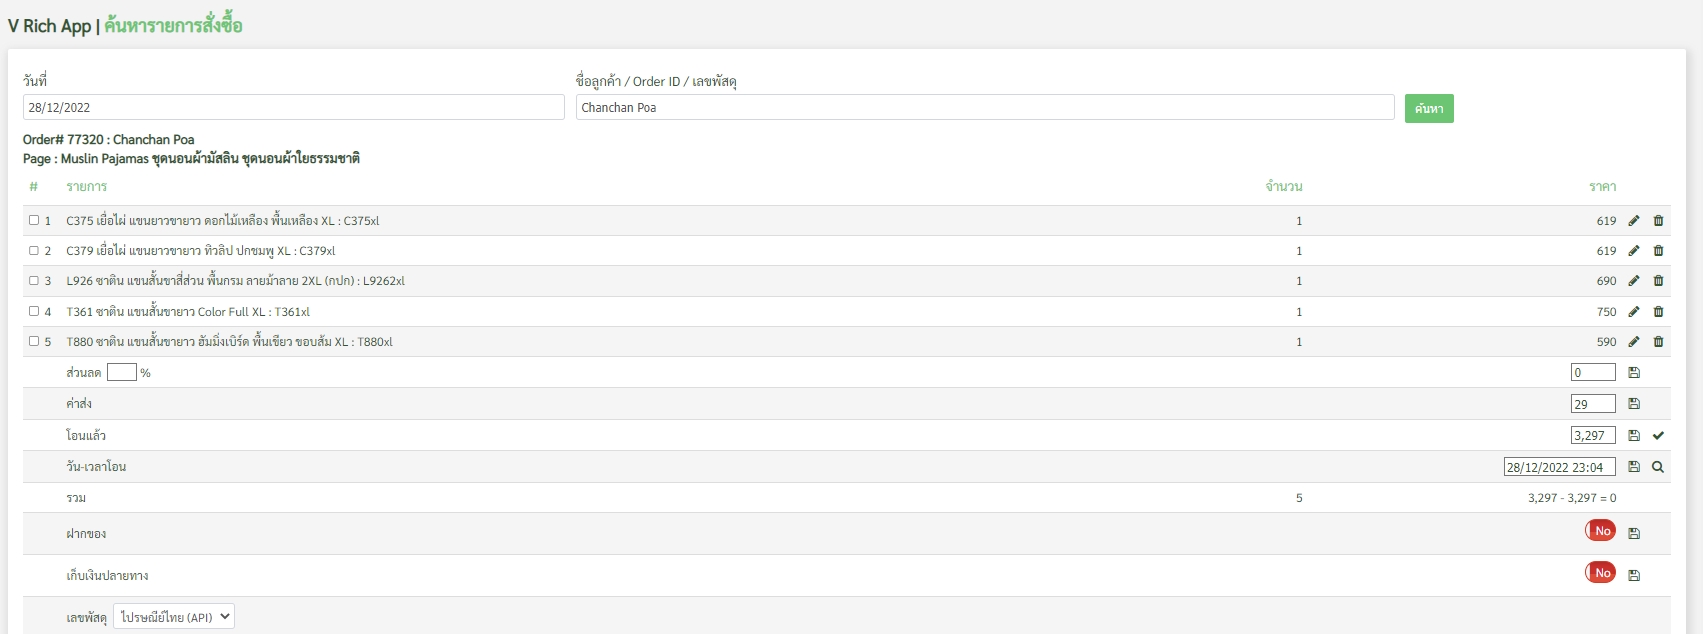 V Rich App | ค้นหารายการสั่งซื้อ
วันที่
ชื่อลูกค้า / Order ID / เลขพัสดุ
28/12/2022
Chanchan Poa
ค้นหา
Order# 77320 : Chanchan Poa
Page : Muslin Pajamas ชุดนอนผ้ามัสลิน ชุดนอนผ้าใยธรรมชาติ
# รายการ จำนวน ราคา
1 C375 เยื่อไผ่ แขนยาวขายาว ดอกไม้เหลือง พื้นเหลือง XL : C375xl 1 619
2 C379 เยื่อไผ่ แขนยาวขายาว ทิวลิป ปกชมพู XL : C379xl 1 619
3 L926 ซาติน แขนสั้นขาสี่ส่วน พื้นกรม ลายม้าลาย 2XL (กปก) : L9262xl 1 690
4 T361 ซาติน แขนสั้นขายาว Color Full XL : T361xl 1 750
5 T880 ซาติน แขนสั้นขายาว ฮัมมิ่งเบิร์ด พื้นเขียว ขอบส้ม XL : T880xl 1 590
ส่วนลด % 0
ค่าส่ง 29
โอนแล้ว 3,297
วัน-เวลาโอน 28/12/2022 23:04
รวม 5 3,297 - 3,297 = 0
ฝากของ No
เก็บเงินปลายทาง No
เลขพัสดุ ไปรษณีย์ไทย (API)